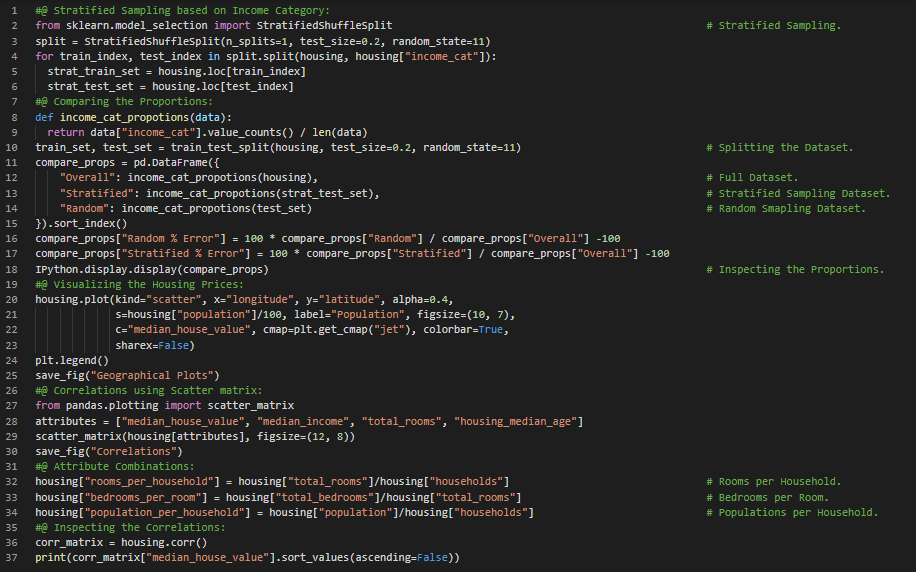 1 #@ Stratified Sampling based on Income Category:
2 from sklearn.model_selection import StratifiedShuffleSplit # Stratified Sampling.
3 split = StratifiedShuffleSplit(n_splits=1, test_size=0.2, random_state=11)
4 for train_index, test_index in split.split(housing, housing["income_cat"]):
5 strat_train_set = housing.loc[train_index]
6 strat_test_set = housing.loc[test_index]
7 #@ Comparing the Proportions:
8 def income_cat_propotions(data):
9 return data["income_cat"].value_counts() / len(data)
10 train_set, test_set = train_test_split(housing, test_size=0.2, random_state=11) # Splitting the Dataset.
11 compare_props = pd.DataFrame({
12 "Overall": income_cat_propotions(housing), # Full Dataset.
13 "Stratified": income_cat_propotions(strat_test_set), # Stratified Sampling Dataset.
14 "Random": income_cat_propotions(test_set) # Random Smapling Dataset.
15 }).sort_index()
16 compare_props["Random % Error"] = 100 * compare_props["Random"] / compare_props["Overall"] -100
17 compare_props["Stratified % Error"] = 100 * compare_props["Stratified"] / compare_props["Overall"] -100
18 IPython.display.display(compare_props) # Inspecting the Proportions.
19 #@ Visualizing the Housing Prices:
20 housing.plot(kind="scatter", x="longitude", y="latitude", alpha=0.4,
21 s=housing["population"]/100, label="Population", figsize=(10, 7),
22 c="median_house_value", cmap=plt.get_cmap("jet"), colorbar=True,
23 sharex=False)
24 plt.legend()
25 save_fig("Geographical Plots")
26 #@ Correlations using Scatter matrix:
27 from pandas.plotting import scatter_matrix
28 attributes = ["median_house_value", "median_income", "total_rooms", "housing_median_age"]
29 scatter_matrix(housing[attributes], figsize=(12, 8))
30 save_fig("Correlations")
31 #@ Attribute Combinations:
32 housing["rooms_per_household"] = housing["total_rooms"]/housing["households"] # Rooms per Household.
33 housing["bedrooms_per_room"] = housing["total_bedrooms"]/housing["total_rooms"] # Bedrooms per Room.
34 housing["population_per_household"] = housing["population"]/housing["households"] # Populations per Household.
35 #@ Inspecting the Correlations:
36 corr_matrix = housing.corr()
37 print(corr_matrix["median_house_value"].sort_values(ascending=False))